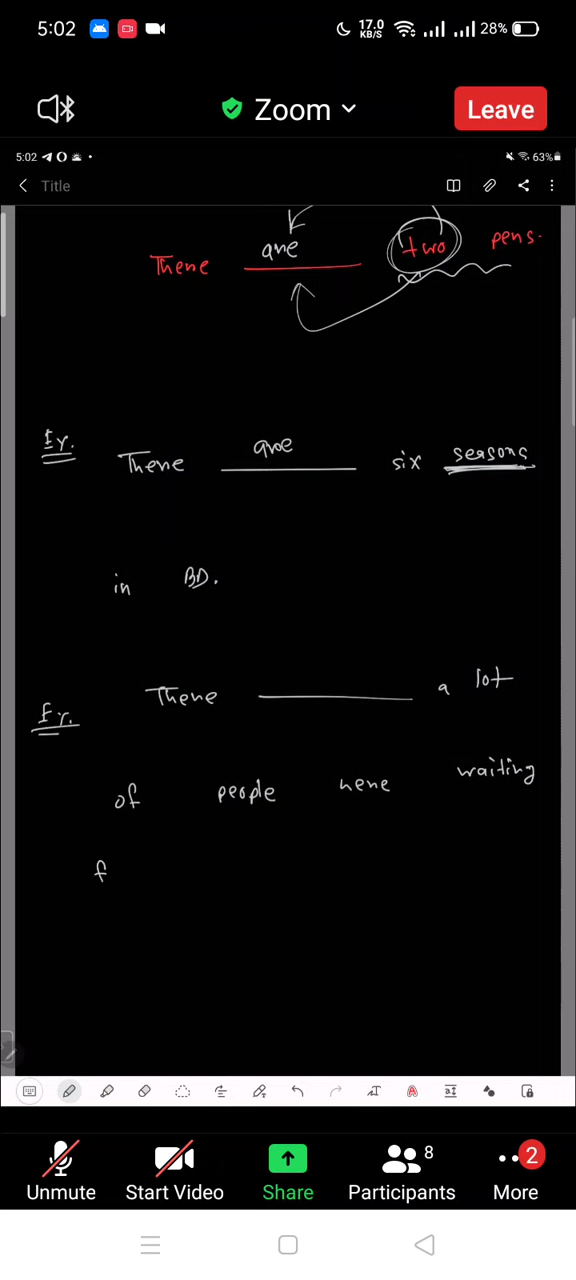 5:02 17.0 KB/S 28%
Zoom Leave
5:02 63%
Title
There are two pens.
Ex. There are six seasons
in BD.
Ex. There ______ a lot
of people here waiting
f
Unmute Start Video Share Participants 8 More 2